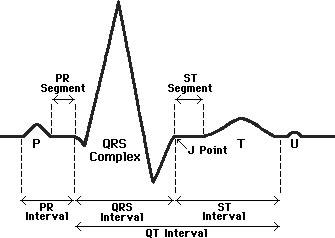 PR
Segment
ST
Segment
P
QRS
Complex
J Point
T
U
PR
Interval
QRS
Interval
ST
Interval
QT Interval